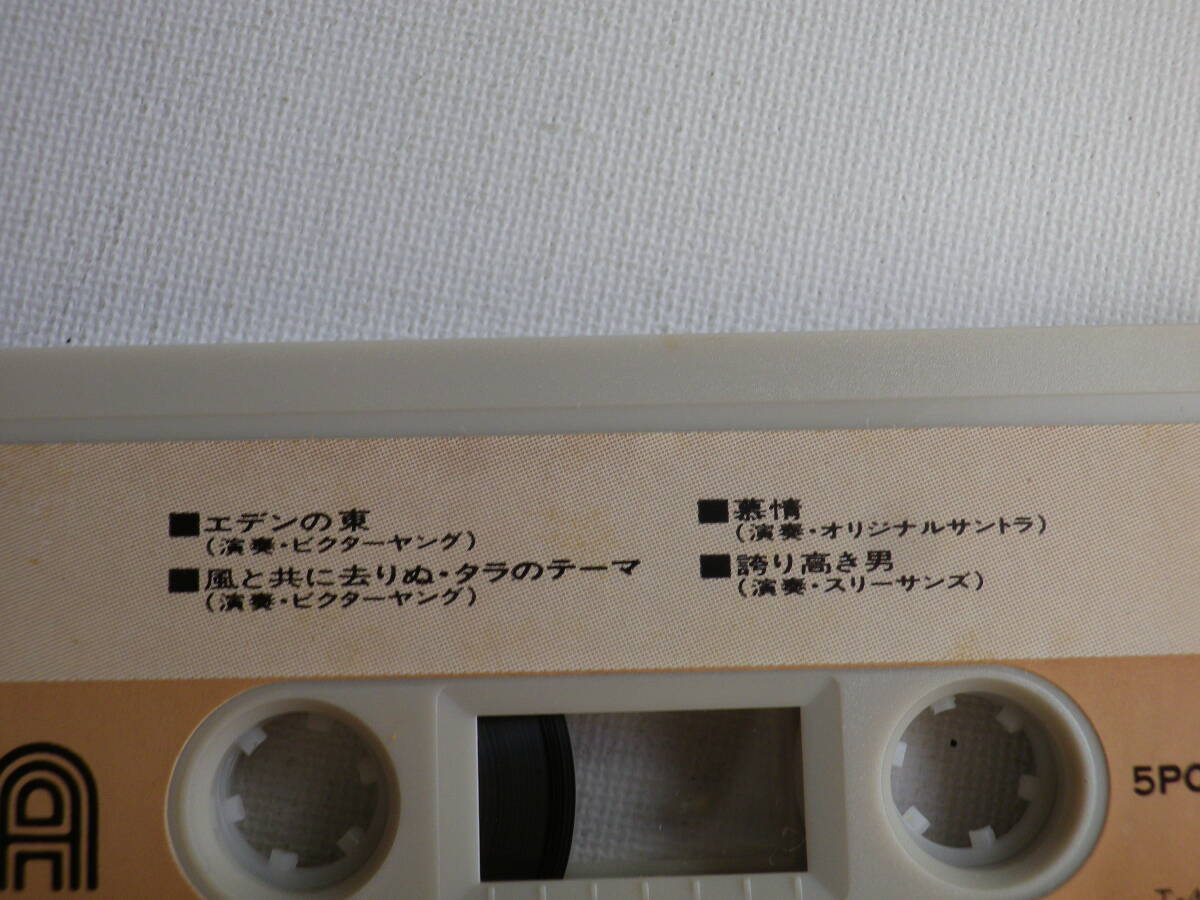 ■エデンの東
(演奏・ビクターヤング)
■風と共に去りぬ・タラのテーマ
(演奏・ビクターヤング)
■慕情
(演奏・オリジナルサントラ)
■誇り高き男
(演奏・スリーサンズ)
A